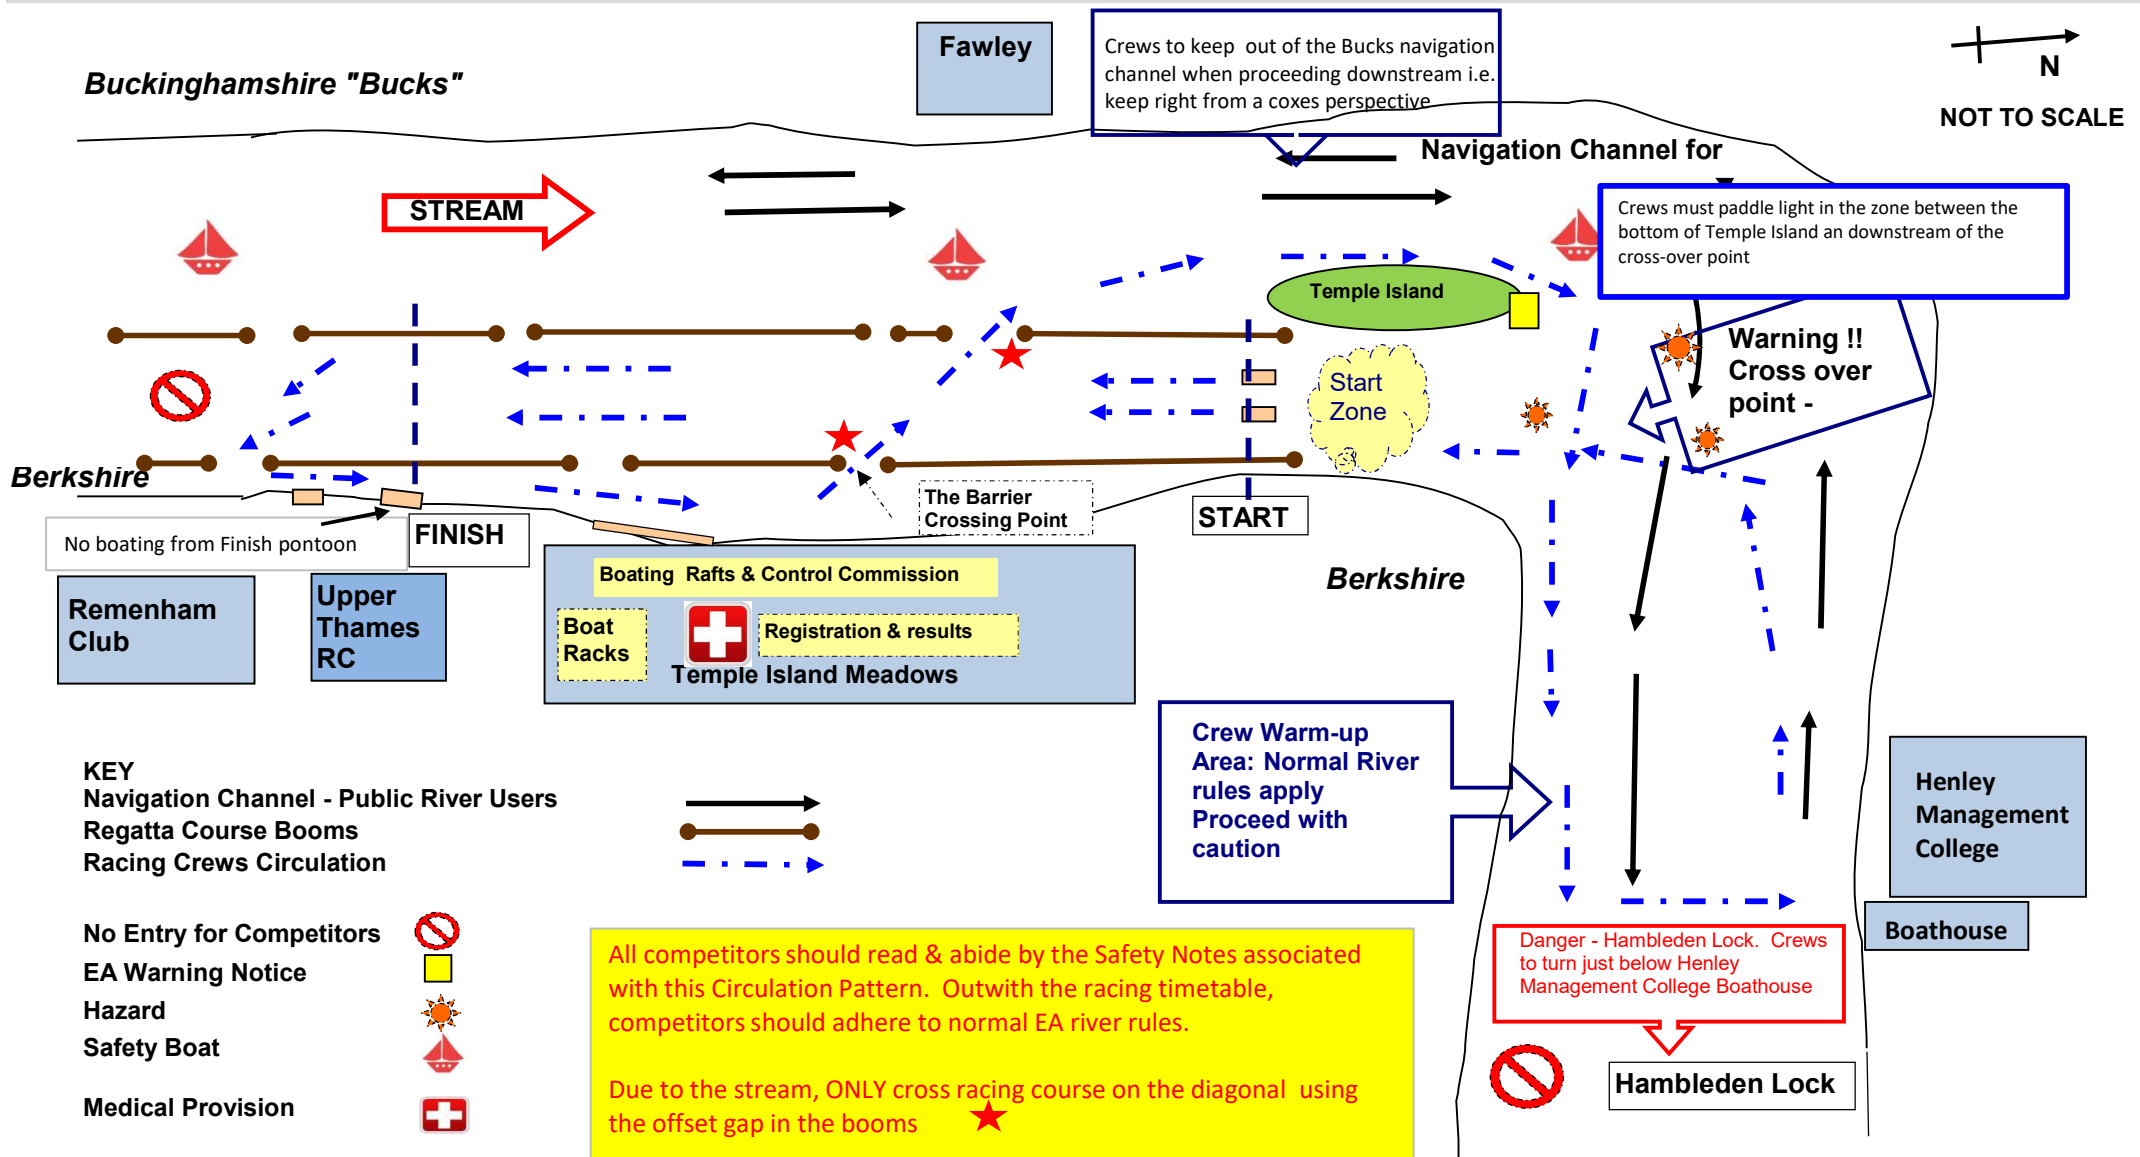 Fawley
Crews to keep  out of the Bucks navigation
channel when proceeding downstream i.e.
keep right from a coxes perspective
N
NOT TO SCALE
Buckinghamshire "Bucks"
Navigation Channel for
STREAM
Crews must paddle light in the zone between the
bottom of Temple Island an downstream of the
cross-over point
Temple Island
Warning !!
Cross over
point -
Start
Zone
Berkshire
The Barrier
Crossing Point
START
FINISH
No boating from Finish pontoon
Remenham
Club
Upper
Thames
RC
Boating  Rafts & Control Commission
Boat
Racks
Registration & results
Temple Island Meadows
Berkshire
Crew Warm-up
Area: Normal River
rules apply
Proceed with
caution
Henley
Management
College
Boathouse
KEY
Navigation Channel - Public River Users
Regatta Course Booms
Racing Crews Circulation
No Entry for Competitors
EA Warning Notice
Hazard
Safety Boat
Medical Provision
All competitors should read & abide by the Safety Notes associated
with this Circulation Pattern.  Outwith the racing timetable,
competitors should adhere to normal EA river rules.
Due to the stream, ONLY cross racing course on the diagonal  using
the offset gap in the booms
Danger - Hambleden Lock.  Crews
to turn just below Henley
Management College Boathouse
Hambleden Lock